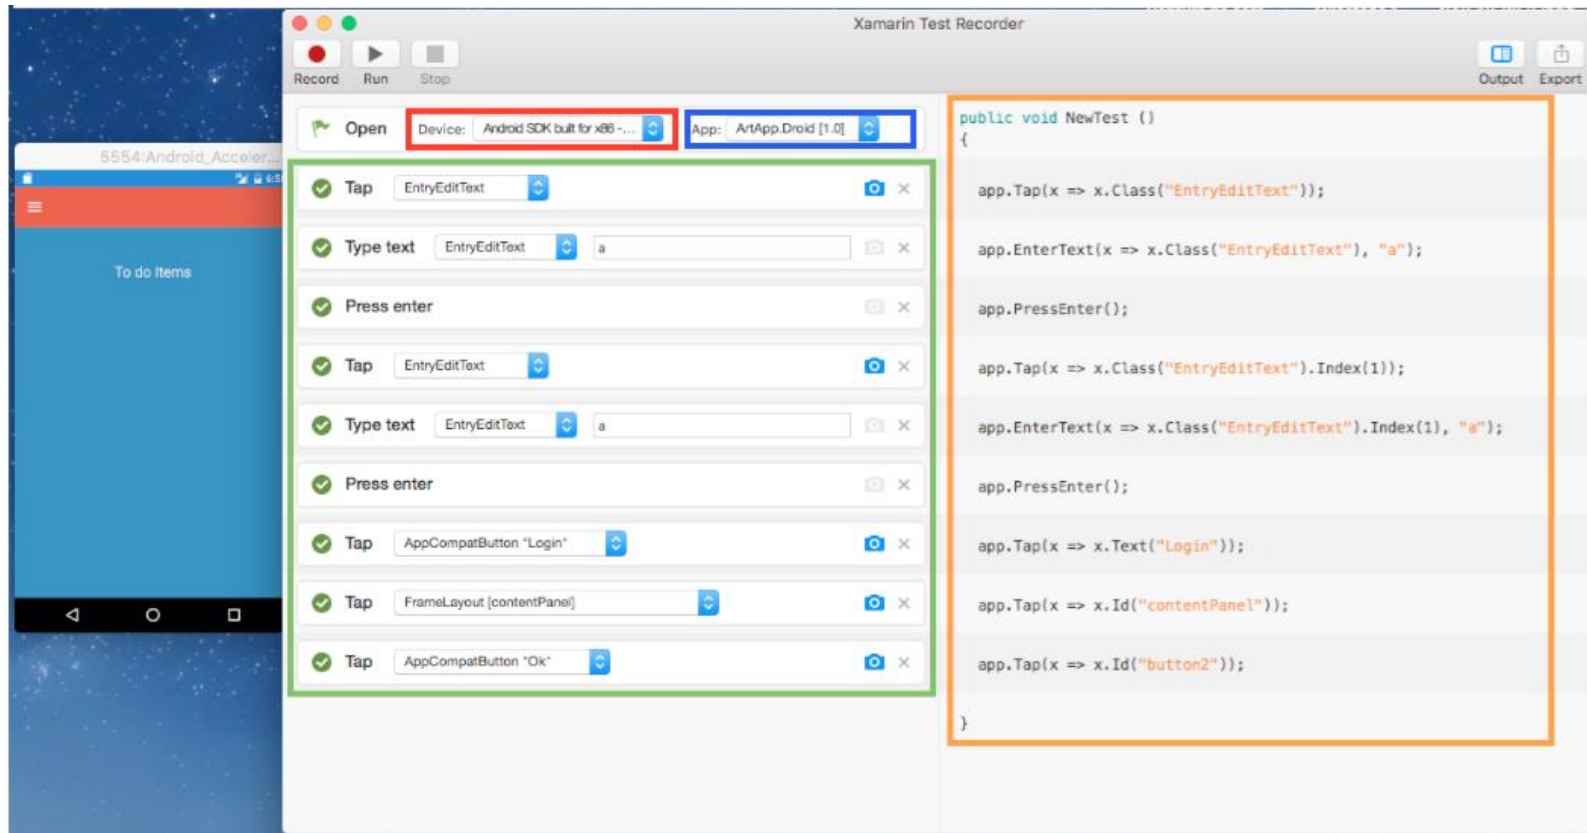 Xamarin Test Recorder
Record Run Stop
Output Export
Open Device: Android SDK built for x86 -... App: ArtApp.Droid [1.0]
Tap EntryEditText
Type text EntryEditText a
Press enter
Tap EntryEditText
Type text EntryEditText a
Press enter
Tap AppCompatButton "Login"
Tap FrameLayout [contentPanel]
Tap AppCompatButton "Ok"
public void NewTest ()
{
app.Tap(x => x.Class("EntryEditText"));
app.EnterText(x => x.Class("EntryEditText"), "a");
app.PressEnter();
app.Tap(x => x.Class("EntryEditText").Index(1));
app.EnterText(x => x.Class("EntryEditText").Index(1), "a");
app.PressEnter();
app.Tap(x => x.Text("Login"));
app.Tap(x => x.Id("contentPanel"));
app.Tap(x => x.Id("button2"));
}
5554:Android_Acceler...
To do Items